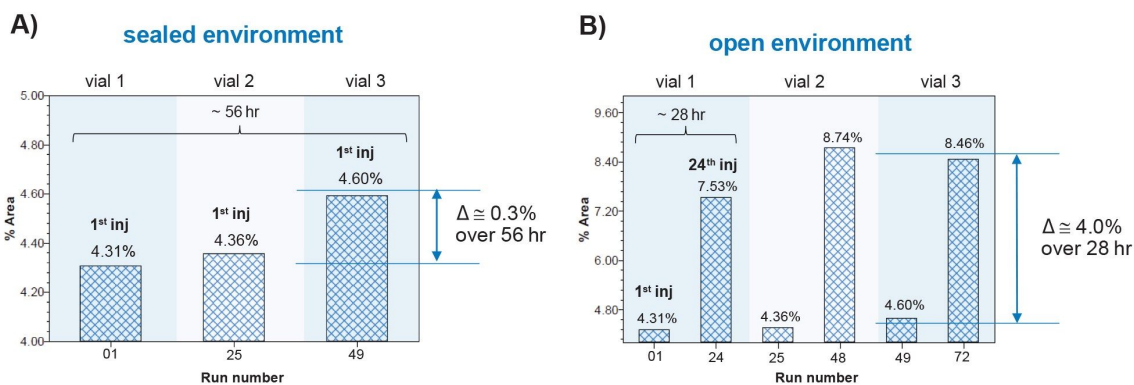 A)
sealed environment
vial 1
vial 2
vial 3
% Area
5.00
4.80
4.60
4.40
4.20
4.00
~ 56 hr
1st inj
4.31%
1st inj
4.36%
1st inj
4.60%
Δ ≅ 0.3%
over 56 hr
01
25
49
Run number
B)
open environment
vial 1
vial 2
vial 3
% Area
9.60
8.40
7.20
6.00
4.80
~ 28 hr
1st inj
4.31%
24th inj
7.53%
4.36%
8.74%
4.60%
8.46%
Δ ≅ 4.0%
over 28 hr
01
24
25
48
49
72
Run number